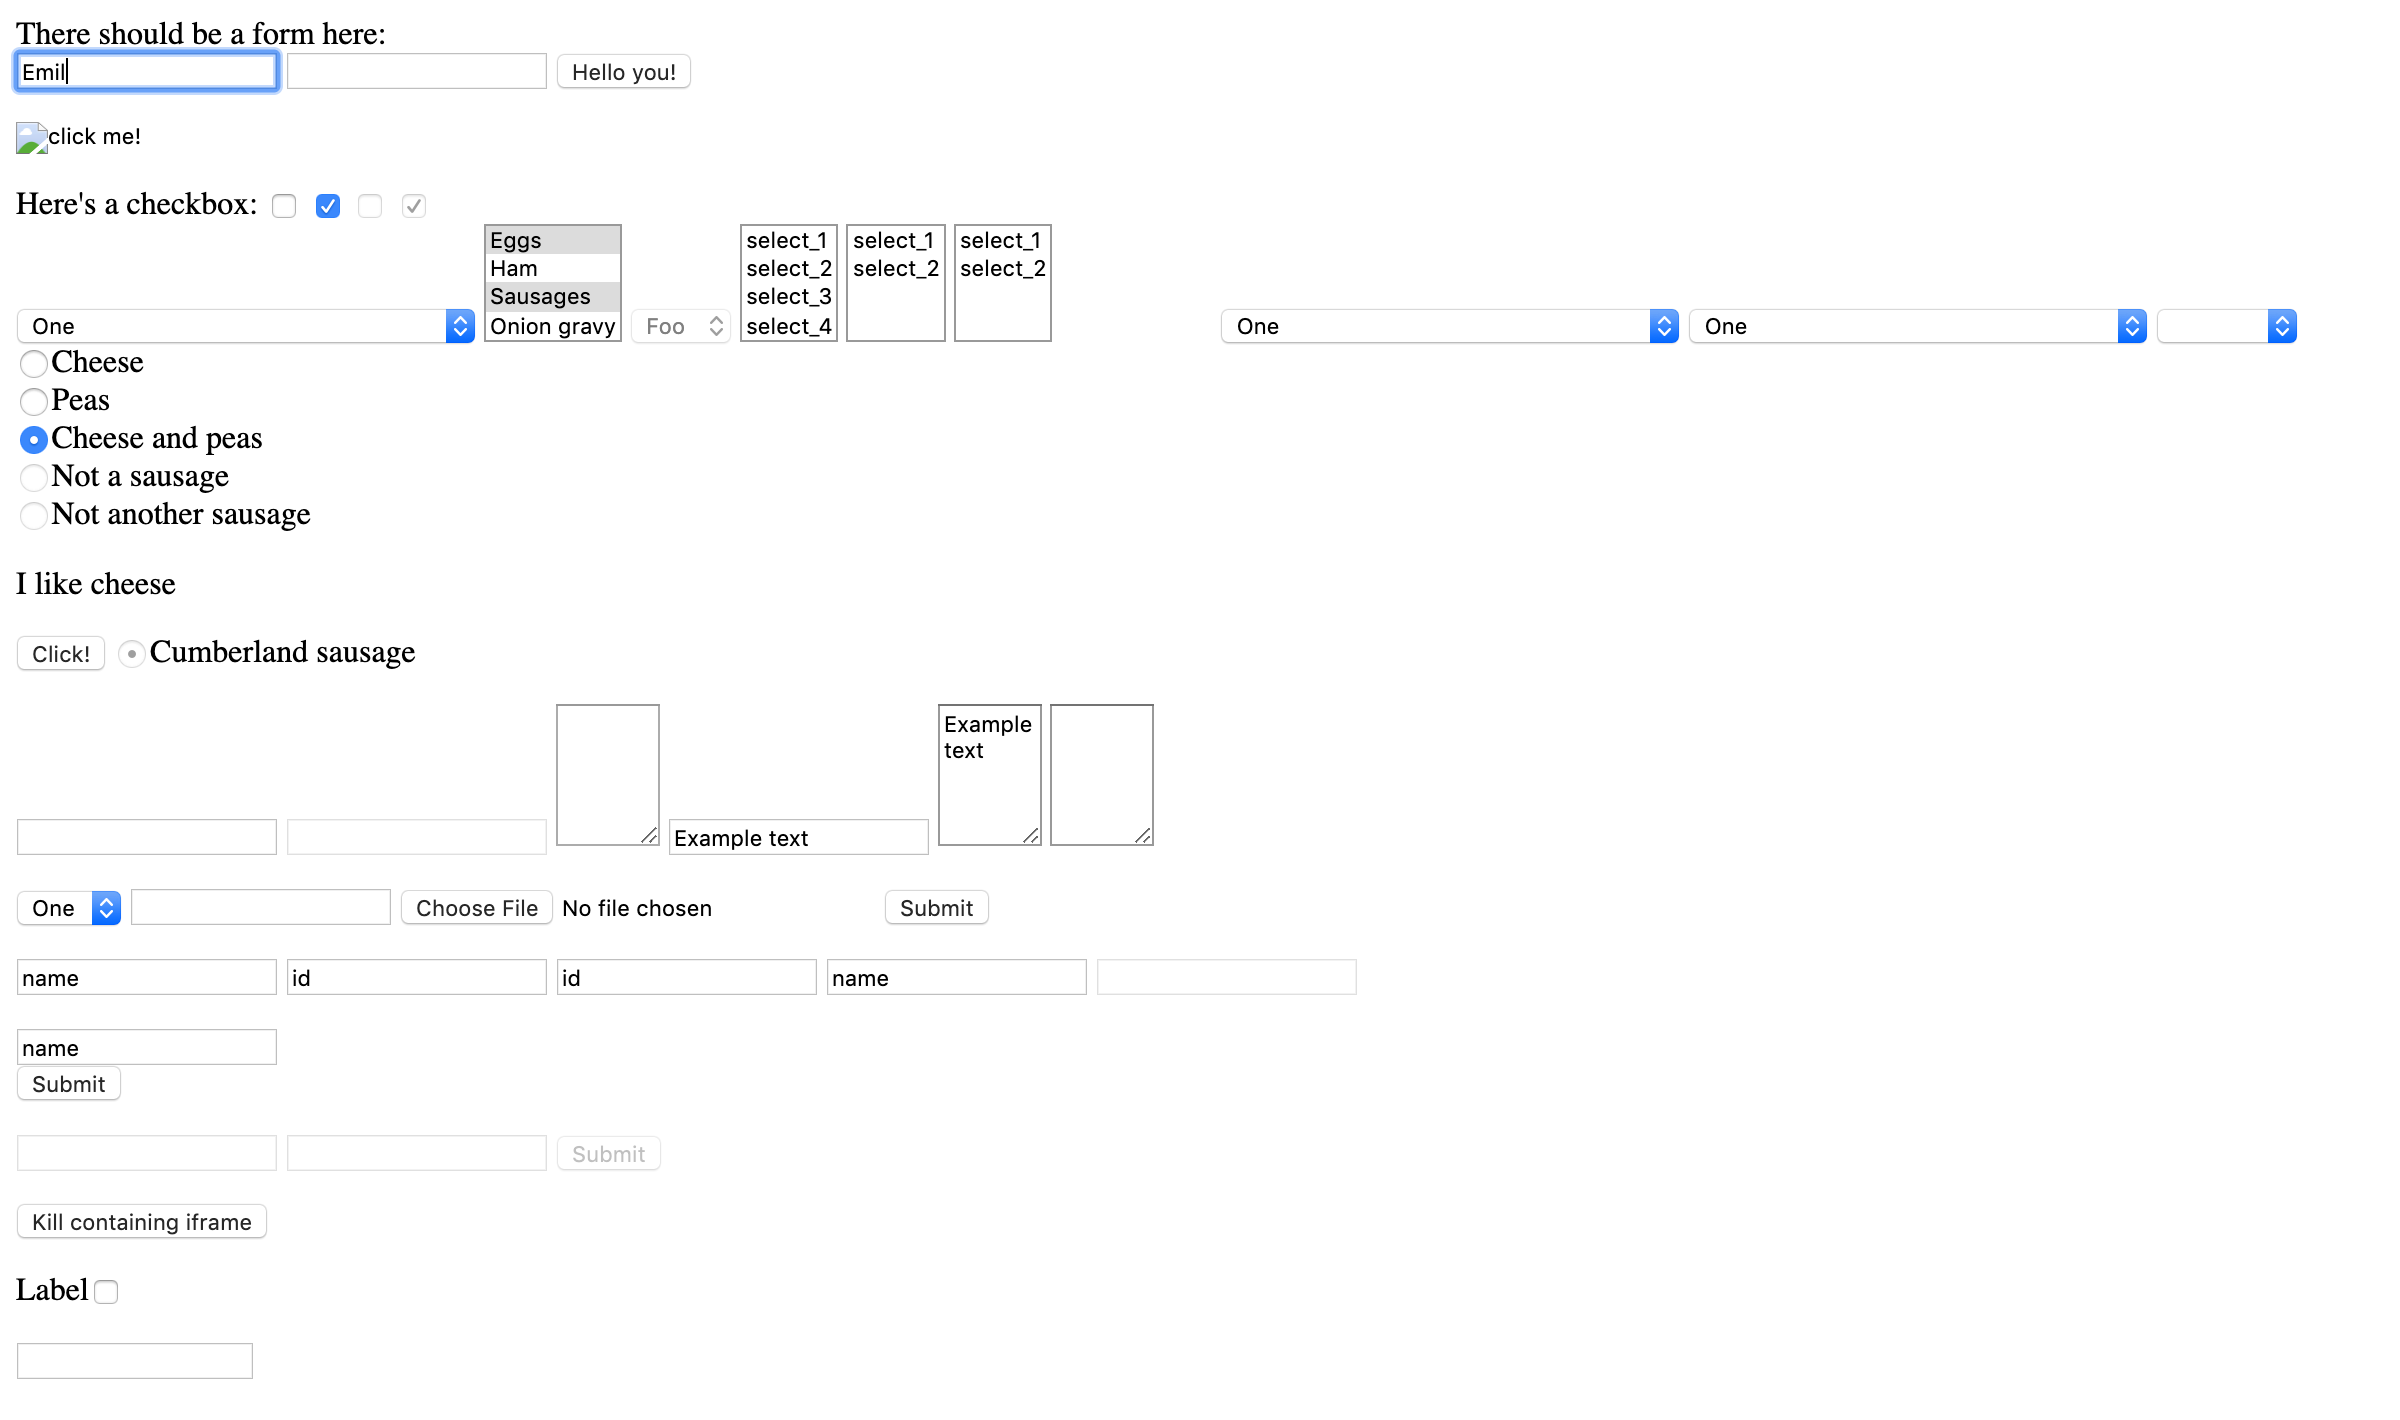 There should be a form here:
Emil Hello you!
click me!
Here's a checkbox:
Eggs
Ham
Sausages
Onion gravy
One
Foo
select_1
select_2
select_3
select_4
select_1
select_2
select_1
select_2
One
One
Cheese
Peas
Cheese and peas
Not a sausage
Not another sausage
I like cheese
Click! Cumberland sausage
Example text
Example
text
One Choose File No file chosen Submit
name id id name
name
Submit
Submit
Kill containing iframe
Label